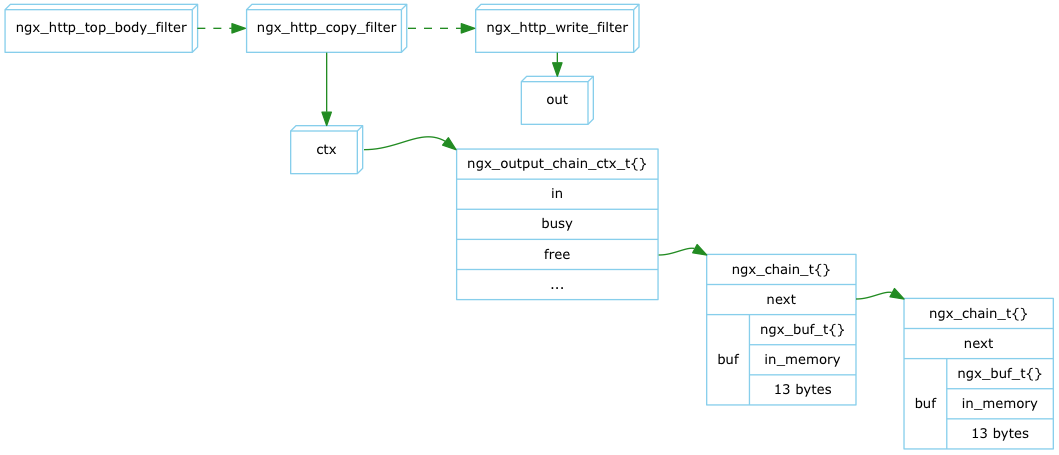 ngx_http_top_body_filter
ngx_http_copy_filter
ngx_http_write_filter
out
ctx
ngx_output_chain_ctx_t{}
in
busy
free
...
ngx_chain_t{}
next
buf
ngx_buf_t{}
in_memory
13 bytes
ngx_chain_t{}
next
buf
ngx_buf_t{}
in_memory
13 bytes